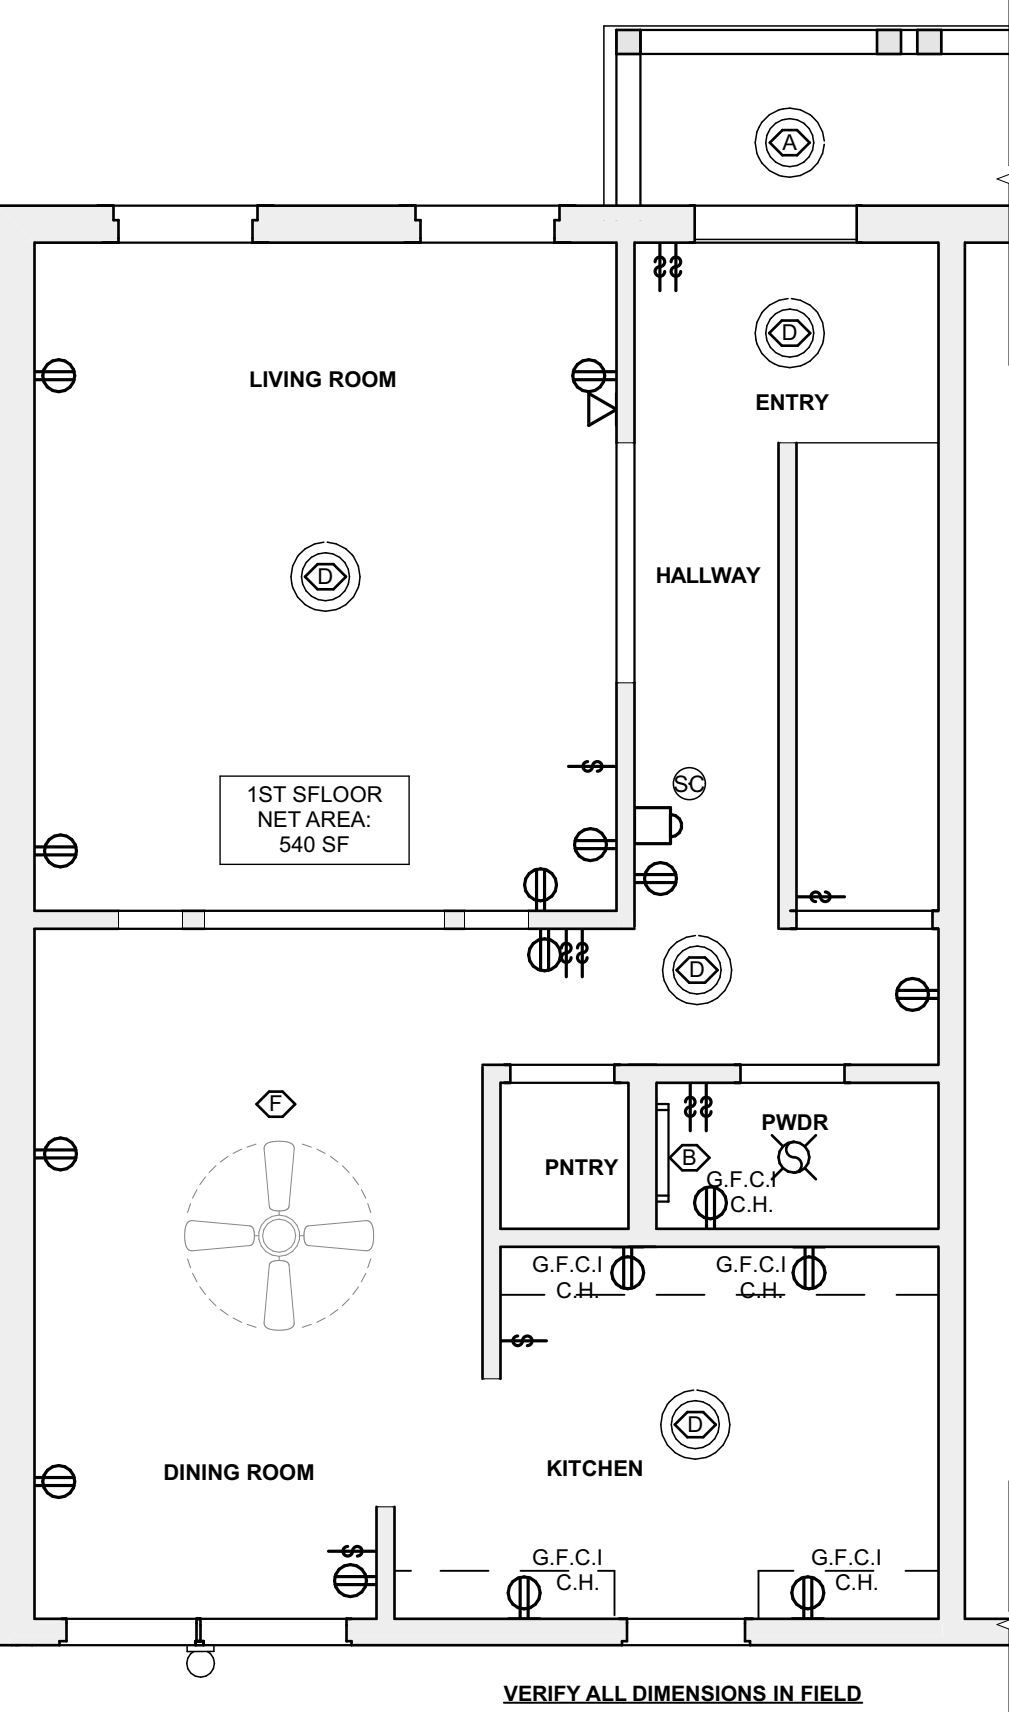 A
$$
D
LIVING ROOM
ENTRY
D
HALLWAY
$
SC
1ST SFLOOR
NET AREA:
540 SF
$
$$
D
F
$$
PWDR
B
PNTRY
G.F.C.I
C.H.
G.F.C.I
C.H.
G.F.C.I
C.H.
$
D
KITCHEN
DINING ROOM
$
G.F.C.I
C.H.
G.F.C.I
C.H.
VERIFY ALL DIMENSIONS IN FIELD